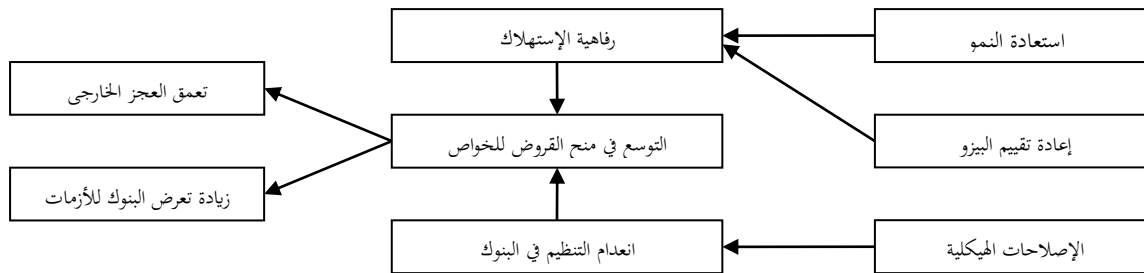 استعادة النمو
رفاهية الإستهلاك
تعمق العجز الخارجى
إعادة تقييم البيزو
التوسع في منح القروض للخواص
زيادة تعرض البنوك للأزمات
الإصلاحات الهيكلية
انعدام التنظيم في البنوك